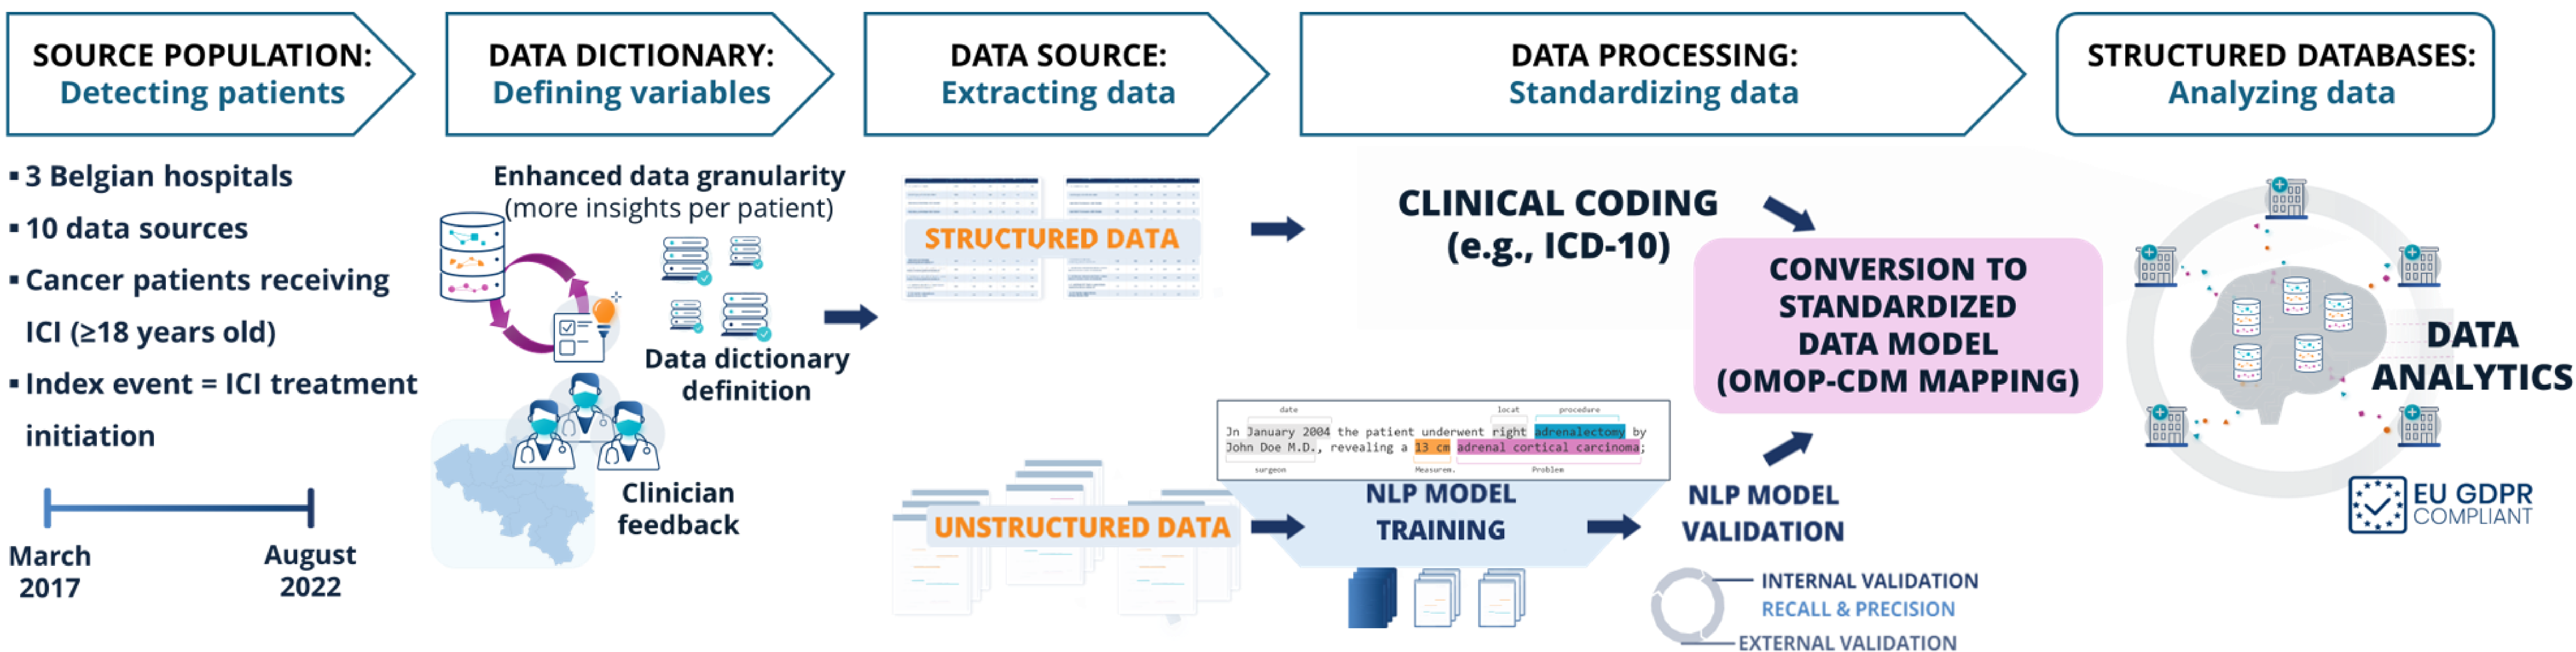 SOURCE POPULATION:
Detecting patients
DATA DICTIONARY:
Defining variables
DATA SOURCE:
Extracting data
DATA PROCESSING:
Standardizing data
STRUCTURED DATABASES:
Analyzing data
▪ 3 Belgian hospitals
▪ 10 data sources
▪ Cancer patients receiving
ICI (≥18 years old)
▪ Index event = ICI treatment
initiation
March
2017
August
2022
Enhanced data granularity
(more insights per patient)
Data dictionary
definition
Clinician
feedback
STRUCTURED DATA
UNSTRUCTURED DATA
CLINICAL CODING
(e.g., ICD-10)
date locat procedure
Jn January 2004 the patient underwent right adrenalectomy by
John Doe M.D., revealing a 13 cm adrenal cortical carcinoma;
surgeon Measurem. Problem
NLP MODEL
TRAINING
NLP MODEL
VALIDATION
INTERNAL VALIDATION
RECALL & PRECISION
EXTERNAL VALIDATION
CONVERSION TO
STANDARDIZED
DATA MODEL
(OMOP-CDM MAPPING)
DATA
ANALYTICS
EU GDPR
COMPLIANT